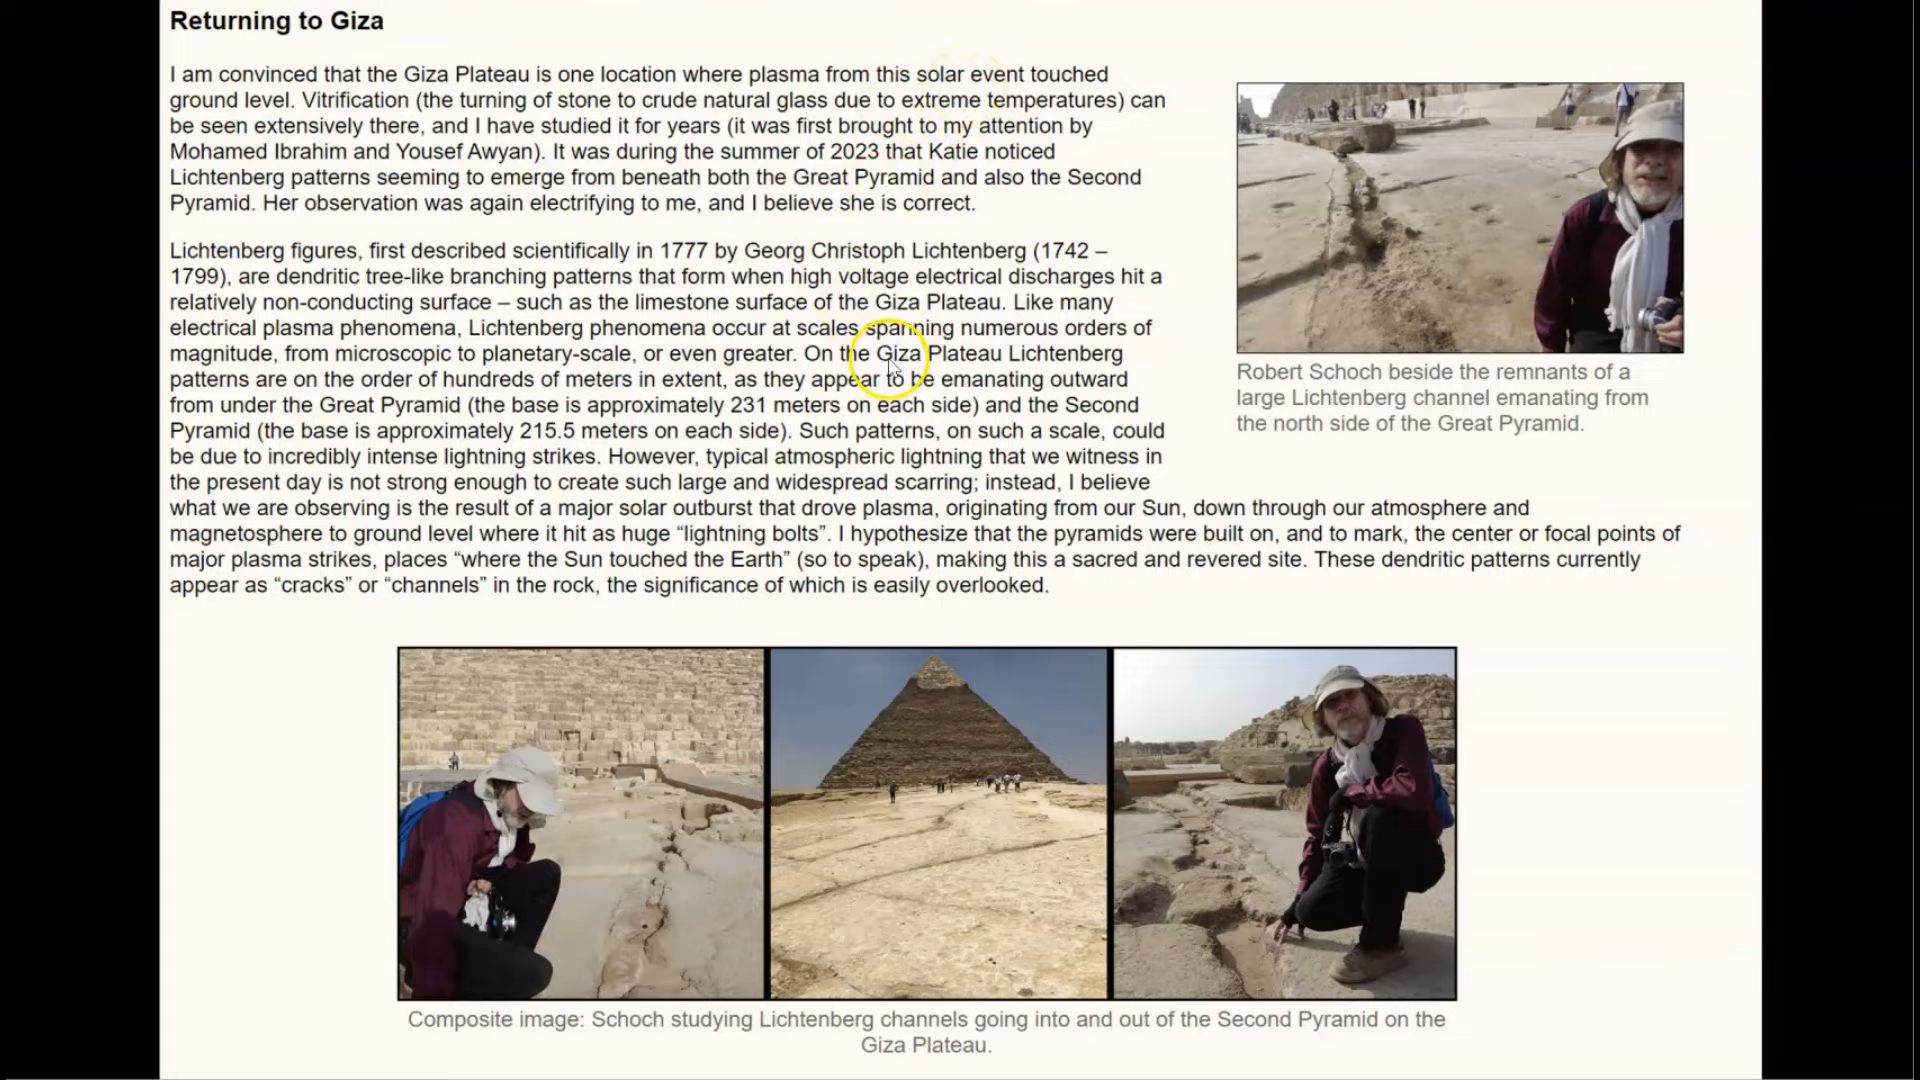 Returning to Giza
I am convinced that the Giza Plateau is one location where plasma from this solar event touched
ground level. Vitrification (the turning of stone to crude natural glass due to extreme temperatures) can
be seen extensively there, and I have studied it for years (it was first brought to my attention by
Mohamed Ibrahim and Yousef Awyan). It was during the summer of 2023 that Katie noticed
Lichtenberg patterns seeming to emerge from beneath both the Great Pyramid and also the Second
Pyramid. Her observation was again electrifying to me, and I believe she is correct.
Lichtenberg figures, first described scientifically in 1777 by Georg Christoph Lichtenberg (1742 –
1799), are dendritic tree-like branching patterns that form when high voltage electrical discharges hit a
relatively non-conducting surface – such as the limestone surface of the Giza Plateau. Like many
electrical plasma phenomena, Lichtenberg phenomena occur at scales spanning numerous orders of
magnitude, from microscopic to planetary-scale, or even greater. On the Giza Plateau Lichtenberg
patterns are on the order of hundreds of meters in extent, as they appear to be emanating outward
from under the Great Pyramid (the base is approximately 231 meters on each side) and the Second
Pyramid (the base is approximately 215.5 meters on each side). Such patterns, on such a scale, could
be due to incredibly intense lightning strikes. However, typical atmospheric lightning that we witness in
the present day is not strong enough to create such large and widespread scarring; instead, I believe
what we are observing is the result of a major solar outburst that drove plasma, originating from our Sun, down through our atmosphere and
magnetosphere to ground level where it hit as huge “lightning bolts”. I hypothesize that the pyramids were built on, and to mark, the center or focal points of
major plasma strikes, places “where the Sun touched the Earth” (so to speak), making this a sacred and revered site. These dendritic patterns currently
appear as “cracks” or “channels” in the rock, the significance of which is easily overlooked.
Robert Schoch beside the remnants of a
large Lichtenberg channel emanating from
the north side of the Great Pyramid.
Composite image: Schoch studying Lichtenberg channels going into and out of the Second Pyramid on the
Giza Plateau.